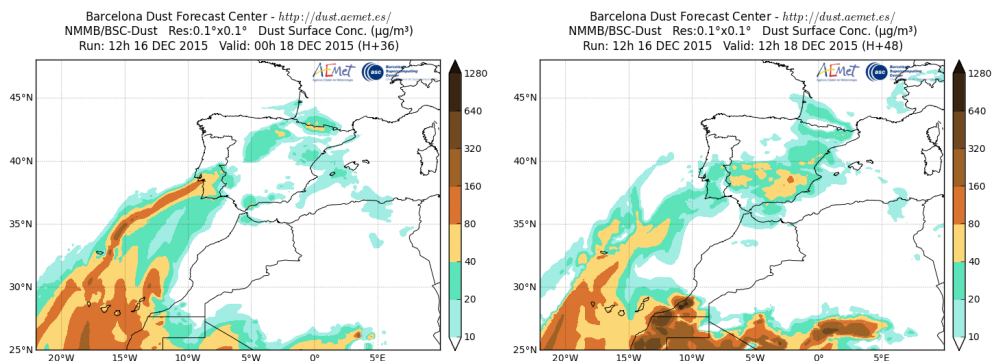 Barcelona Dust Forecast Center - http://dust.aemet.es/
NMMB/BSC-Dust Res:0.1°x0.1° Dust Surface Conc. (µg/m³)
Run: 12h 16 DEC 2015 Valid: 00h 18 DEC 2015 (H+36)
AEMet
BSC
45°N
40°N
35°N
30°N
25°N
20°W
15°W
10°W
5°W
0°
5°E
1280
640
320
160
80
40
20
10
Barcelona Dust Forecast Center - http://dust.aemet.es/
NMMB/BSC-Dust Res:0.1°x0.1° Dust Surface Conc. (µg/m³)
Run: 12h 16 DEC 2015 Valid: 12h 18 DEC 2015 (H+48)
AEMet
BSC
45°N
40°N
35°N
30°N
25°N
20°W
15°W
10°W
5°W
0°
5°E
1280
640
320
160
80
40
20
10